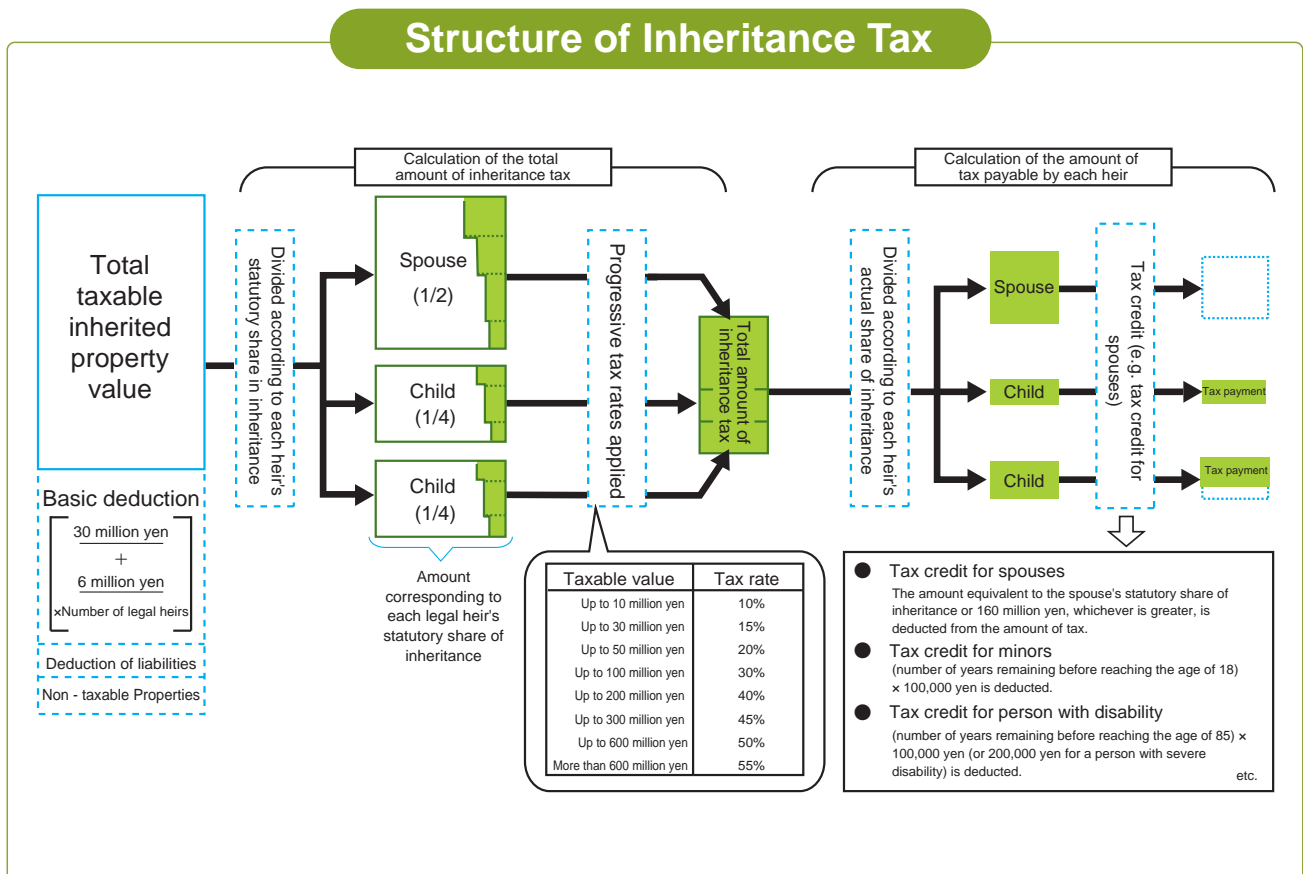 Structure of Inheritance Tax
Calculation of the total
amount of inheritance tax
Calculation of the amount of
tax payable by each heir
Total
taxable
inherited
property
value
Basic deduction
30 million yen
+
6 million yen
×Number of legal heirs
Deduction of liabilities
Non - taxable Properties
Divided according to each heir's
statutory share in inheritance
Spouse
(1/2)
Child
(1/4)
Child
(1/4)
Amount
corresponding to
each legal heir's
statutory share of
inheritance
Progressive tax rates applied
Taxable value Tax rate
Up to 10 million yen 10%
Up to 30 million yen 15%
Up to 50 million yen 20%
Up to 100 million yen 30%
Up to 200 million yen 40%
Up to 300 million yen 45%
Up to 600 million yen 50%
More than 600 million yen 55%
Total amount of
inheritance tax
Divided according to each heir's
actual share of inheritance
Spouse
Child
Child
Tax credit (e.g. tax credit for
spouses)
Tax payment
Tax payment
● Tax credit for spouses
The amount equivalent to the spouse's statutory share of
inheritance or 160 million yen, whichever is greater, is
deducted from the amount of tax.
● Tax credit for minors
(number of years remaining before reaching the age of 18)
× 100,000 yen is deducted.
● Tax credit for person with disability
(number of years remaining before reaching the age of 85) ×
100,000 yen (or 200,000 yen for a person with severe
disability) is deducted.
etc.